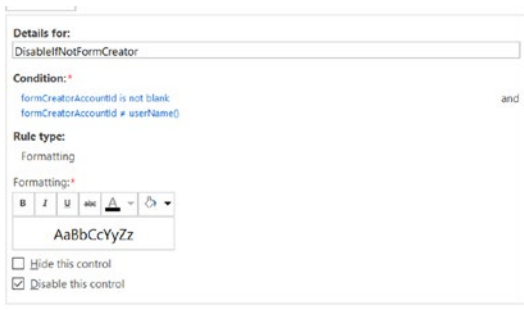 Details for:
DisableIfNotFormCreator
Condition:*
formCreatorAccountId is not blank and
formCreatorAccountId ≠ userName()
Rule type:
Formatting
Formatting:*
B I U abc A
AaBbCcYyZz
Hide this control
Disable this control